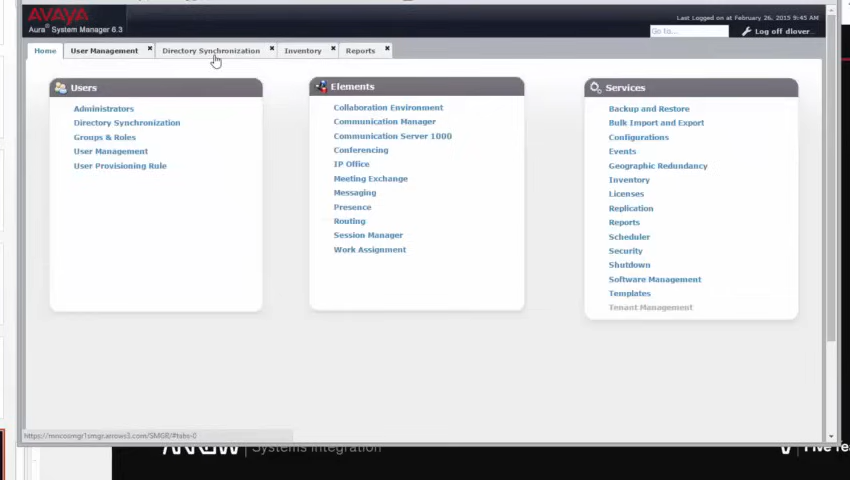 AVAYA
Aura® System Manager 6.3
Last Logged on at February 26, 2015 9:45 AM
Go to...
Log off dlover
Home
User Management
Directory Synchronization
Inventory
Reports
Users
Administrators
Directory Synchronization
Groups & Roles
User Management
User Provisioning Rule
Elements
Collaboration Environment
Communication Manager
Communication Server 1000
Conferencing
IP Office
Meeting Exchange
Messaging
Presence
Routing
Session Manager
Work Assignment
Services
Backup and Restore
Bulk Import and Export
Configurations
Events
Geographic Redundancy
Inventory
Licenses
Replication
Reports
Scheduler
Security
Shutdown
Software Management
Templates
Tenant Management
Systems Integration
Five